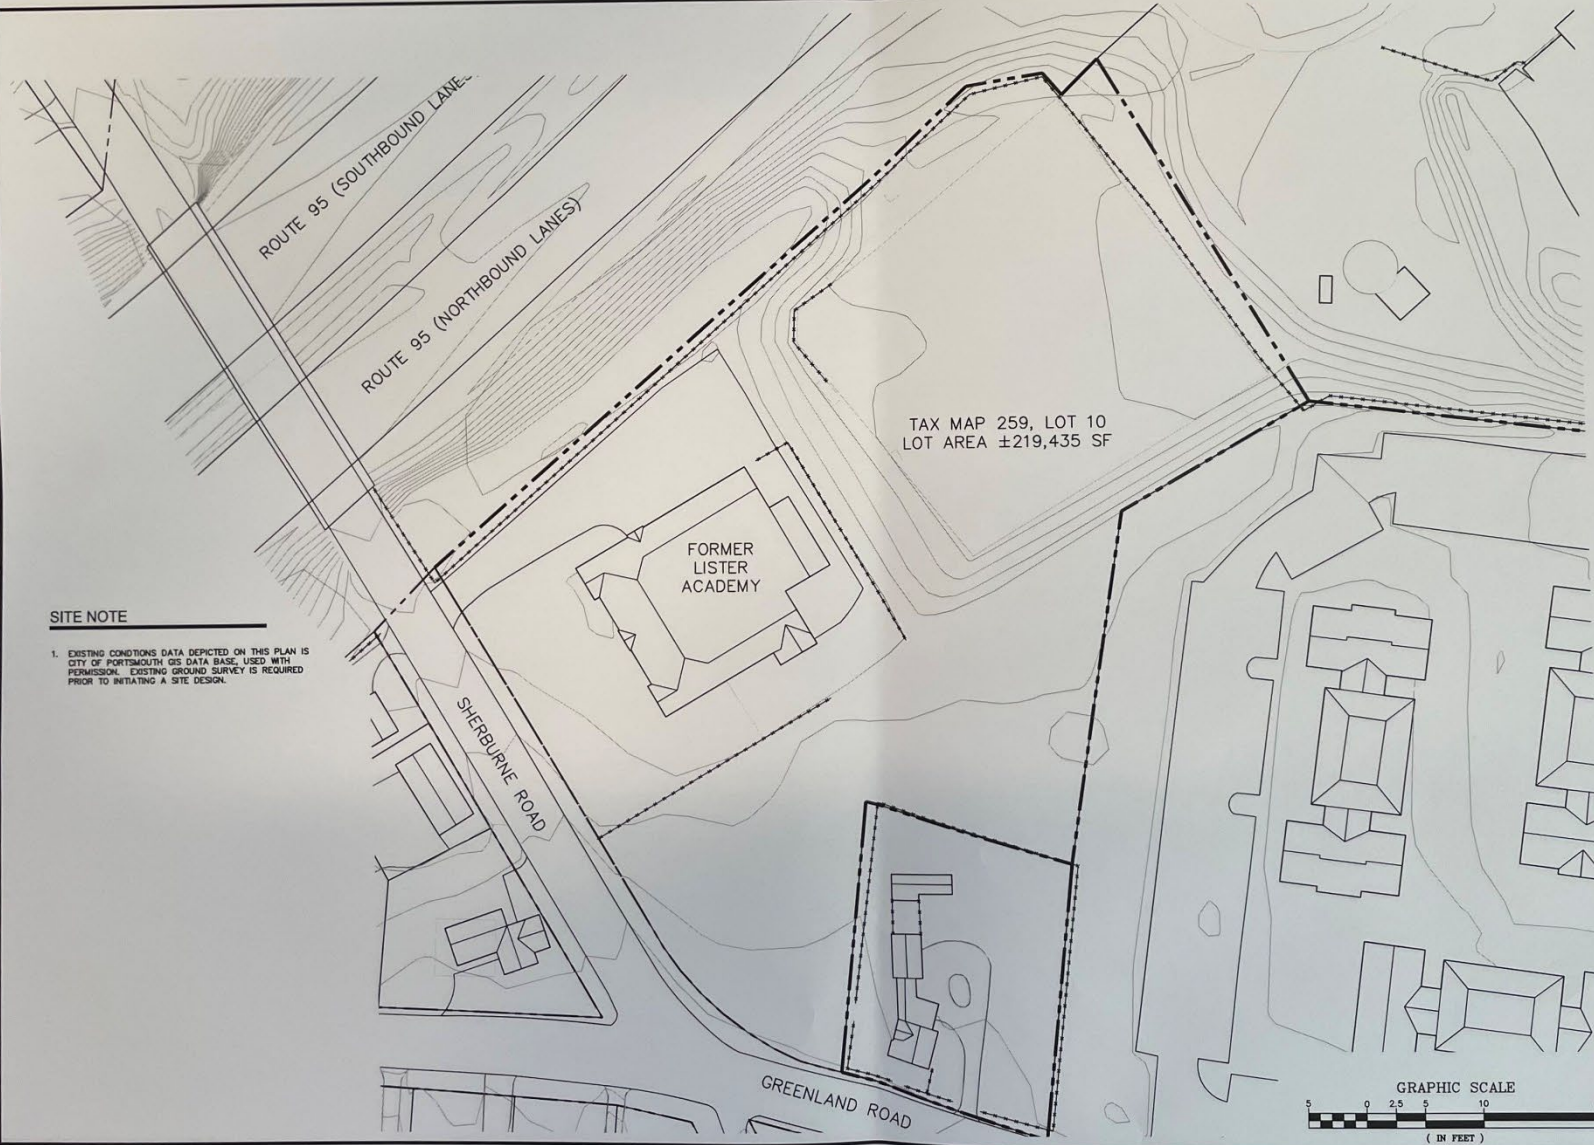 ROUTE 95 (SOUTHBOUND LANES
ROUTE 95 (NORTHBOUND LANES)
TAX MAP 259, LOT 10
LOT AREA ±219,435 SF
FORMER
LISTER
ACADEMY
SITE NOTE
1. EXISTING CONDTIONS DATA DEPICTED ON THIS PLAN IS
CITY OF PORTSMOUTH GIS DATA BASE, USED WITH
PERMISSION. EXISTING GROUND SURVEY IS REQUIRED
PRIOR TO INITIATING A SITE DESIGN.
SHERBURNE ROAD
GREENLAND ROAD
GRAPHIC SCALE
5 0 2.5 5 10
( IN FEET )